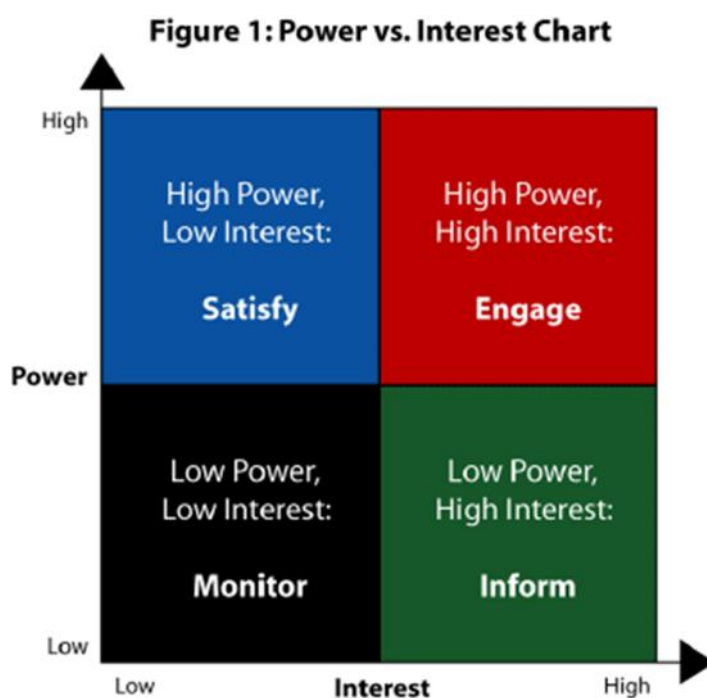 Figure 1: Power vs. Interest Chart
High
High Power,
Low Interest:
Satisfy
High Power,
High Interest:
Engage
Power
Low Power,
Low Interest:
Monitor
Low Power,
High Interest:
Inform
Low
Low
Interest
High